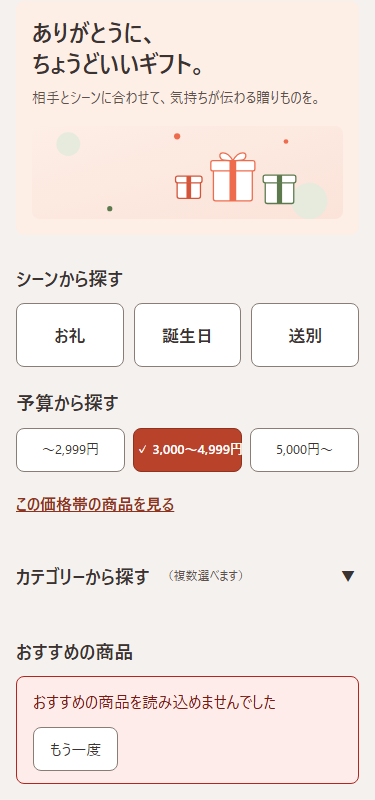 ありがとうに、
ちょうどいいギフト。
相手とシーンに合わせて、気持ちが伝わる贈りものを。
シーンから探す
お礼 誕生日 送別
予算から探す
～2,999円 ✓ 3,000～4,999円 5,000円～
この価格帯の商品を見る
カテゴリーから探す （複数選べます） ▼
おすすめの商品
おすすめの商品を読み込めませんでした
もう一度